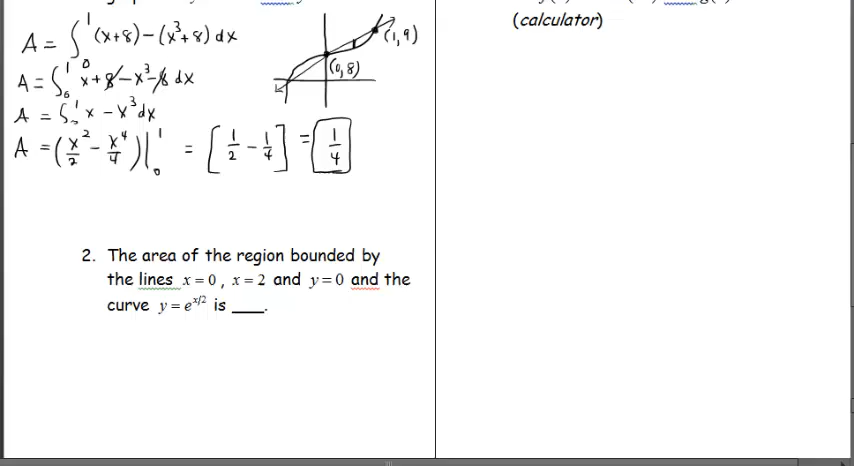 A = ∫₀¹ (x+8)-(x³+8) dx
(1,9)
(0,8)
A = ∫₀¹ x+8-x³-8 dx
A = ∫₀¹ x - x³ dx
A = (x²/2 - x⁴/4)|₀¹ = [1/2 - 1/4] = 1/4
2. The area of the region bounded by
the lines x = 0, x = 2 and y = 0 and the
curve y = e^(x/2) is ____.
(calculator)